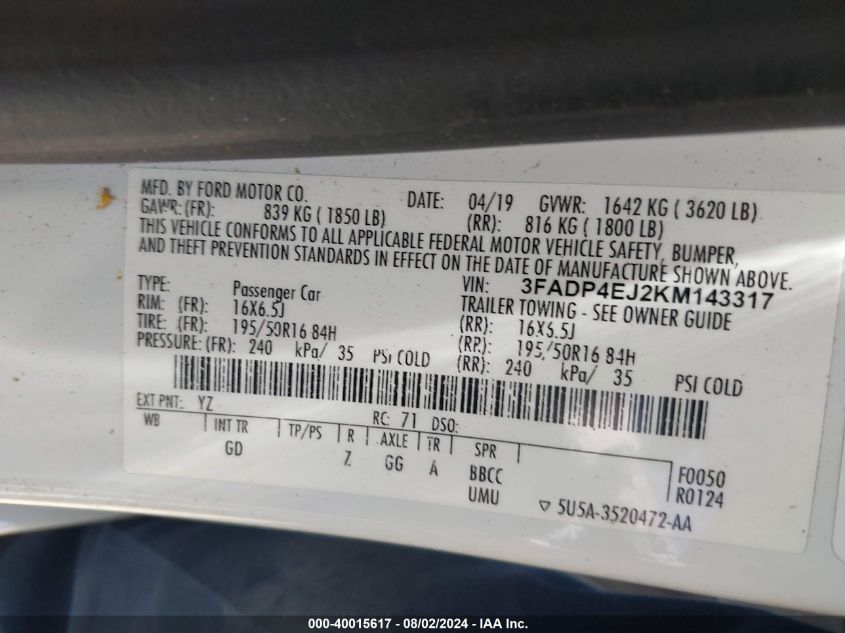 MFD. BY FORD MOTOR CO. DATE: 04/19 GVWR: 1642 KG ( 3620 LB)
GAWR: (FR): 839 KG ( 1850 LB) (RR): 816 KG ( 1800 LB)
THIS VEHICLE CONFORMS TO ALL APPLICABLE FEDERAL MOTOR VEHICLE SAFETY, BUMPER,
AND THEFT PREVENTION STANDARDS IN EFFECT ON THE DATE OF MANUFACTURE SHOWN ABOVE.
VIN: 3FADP4EJ2KM143317
TYPE: Passenger Car TRAILER TOWING - SEE OWNER GUIDE
RIM: (FR): 16X6.5J (RR): 16X6.5J
TIRE: (FR): 195/50R16 84H (RR): 195/50R16 84H
PRESSURE: (FR): 240 kPa/ 35 PSI COLD (RR): 240 kPa/ 35 PSI COLD
EXT PNT: YZ RC: 71 DSO:
WB INT TR TP/PS R AXLE TR SPR
GD Z GG A BBCC
UMU
F0050
R0124
▽ 5U5A-3520472-AA
000-40015617 - 08/02/2024 - IAA Inc.